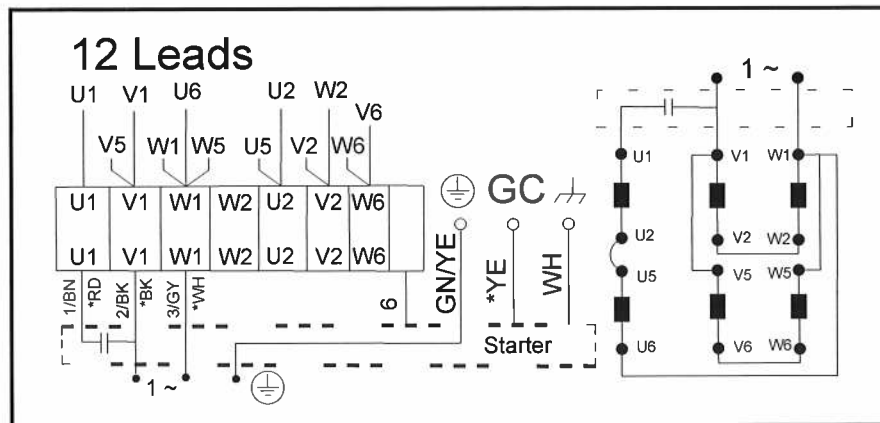 12 Leads
U1 V1 U6 U2 W2
V6
V5 W1 W5 U5 V2 W6
U1 V1 W1 W2 U2 V2 W6
U1 V1 W1 W2 U2 V2 W6
1/BN *RD 2/BK *BK 3/GY *WH 6
GC
GN/YE *YE WH
Starter
1 ~
1 ~
U1 V1 W1
U2 V2 W2
U5 V5 W5
U6 V6 W6